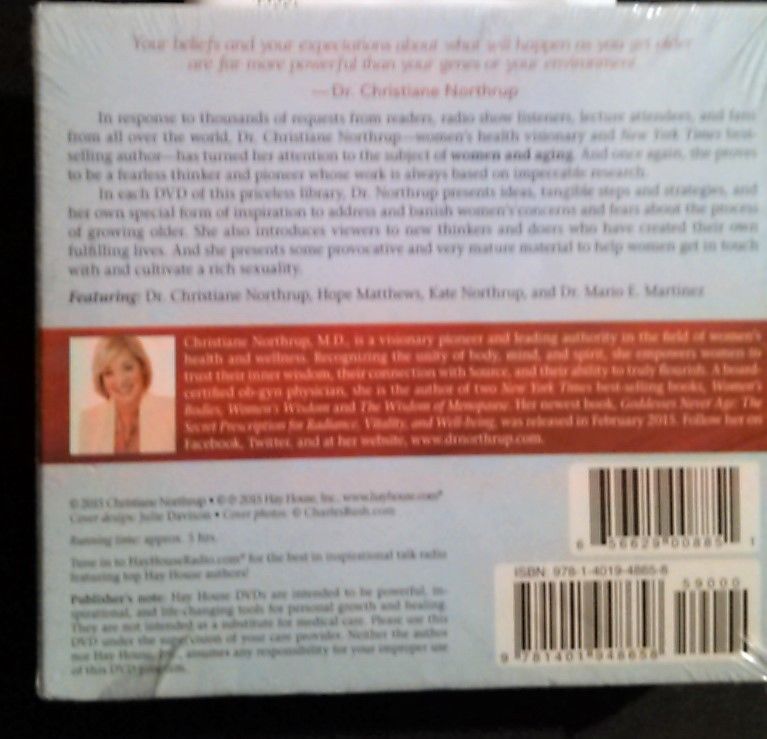 Your beliefs and your expectations about what will happen as you get older
are far more powerful than your genes or your environment.
—Dr. Christiane Northrup
In response to thousands of requests from readers, radio show listeners, lecture attendees, and fans
from all over the world, Dr. Christiane Northrup—women's health visionary and New York Times best-
selling author—has turned her attention to the subject of women and aging. And once again, she proves
to be a fearless thinker and pioneer whose work is always based on impeccable research.
In each DVD of this priceless library, Dr. Northrup presents ideas, tangible steps and strategies, and
her own special form of inspiration to address and banish women's concerns and fears about the process
of growing older. She also introduces viewers to new thinkers and doers who have created their own
fulfilling lives. And she presents some provocative and very mature material to help women get in touch
with and cultivate a rich sexuality.
Featuring: Dr. Christiane Northrup, Hope Matthews, Kate Northrup, and Dr. Mario E. Martinez
Christiane Northrup, M.D., is a visionary pioneer and leading authority in the field of women's
health and wellness. Recognizing the unity of body, mind, and spirit, she empowers women to
trust their inner wisdom, their connection with Source, and their ability to truly flourish. A board-
certified ob-gyn physician, she is the author of two New York Times best-selling books, Women's
Bodies, Women's Wisdom and The Wisdom of Menopause. Her newest book, Goddesses Never Age: The
Secret Prescription for Radiance, Vitality, and Well-being, was released in February 2015. Follow her on
Facebook, Twitter, and at her website, www.drnorthrup.com.
© 2015 Christiane Northrup • © ℗ 2015 Hay House, Inc., www.hayhouse.com®
Cover design: Julie Davison • Cover photos: © CharlesBush.com
Running time: approx. 5 hrs.
Tune in to HayHouseRadio.com® for the best in inspirational talk radio
featuring top Hay House authors!
Publisher's note: Hay House DVDs are intended to be powerful, in-
spirational, and life-changing tools for personal growth and healing.
They are not intended as a substitute for medical care. Please use this
DVD under the supervision of your care provider. Neither the author
nor Hay House, Inc., assumes any responsibility for your improper use
of this DVD program.
6 56629 00885 1
ISBN: 978-1-4019-4865-8
59000
9 781401 948658